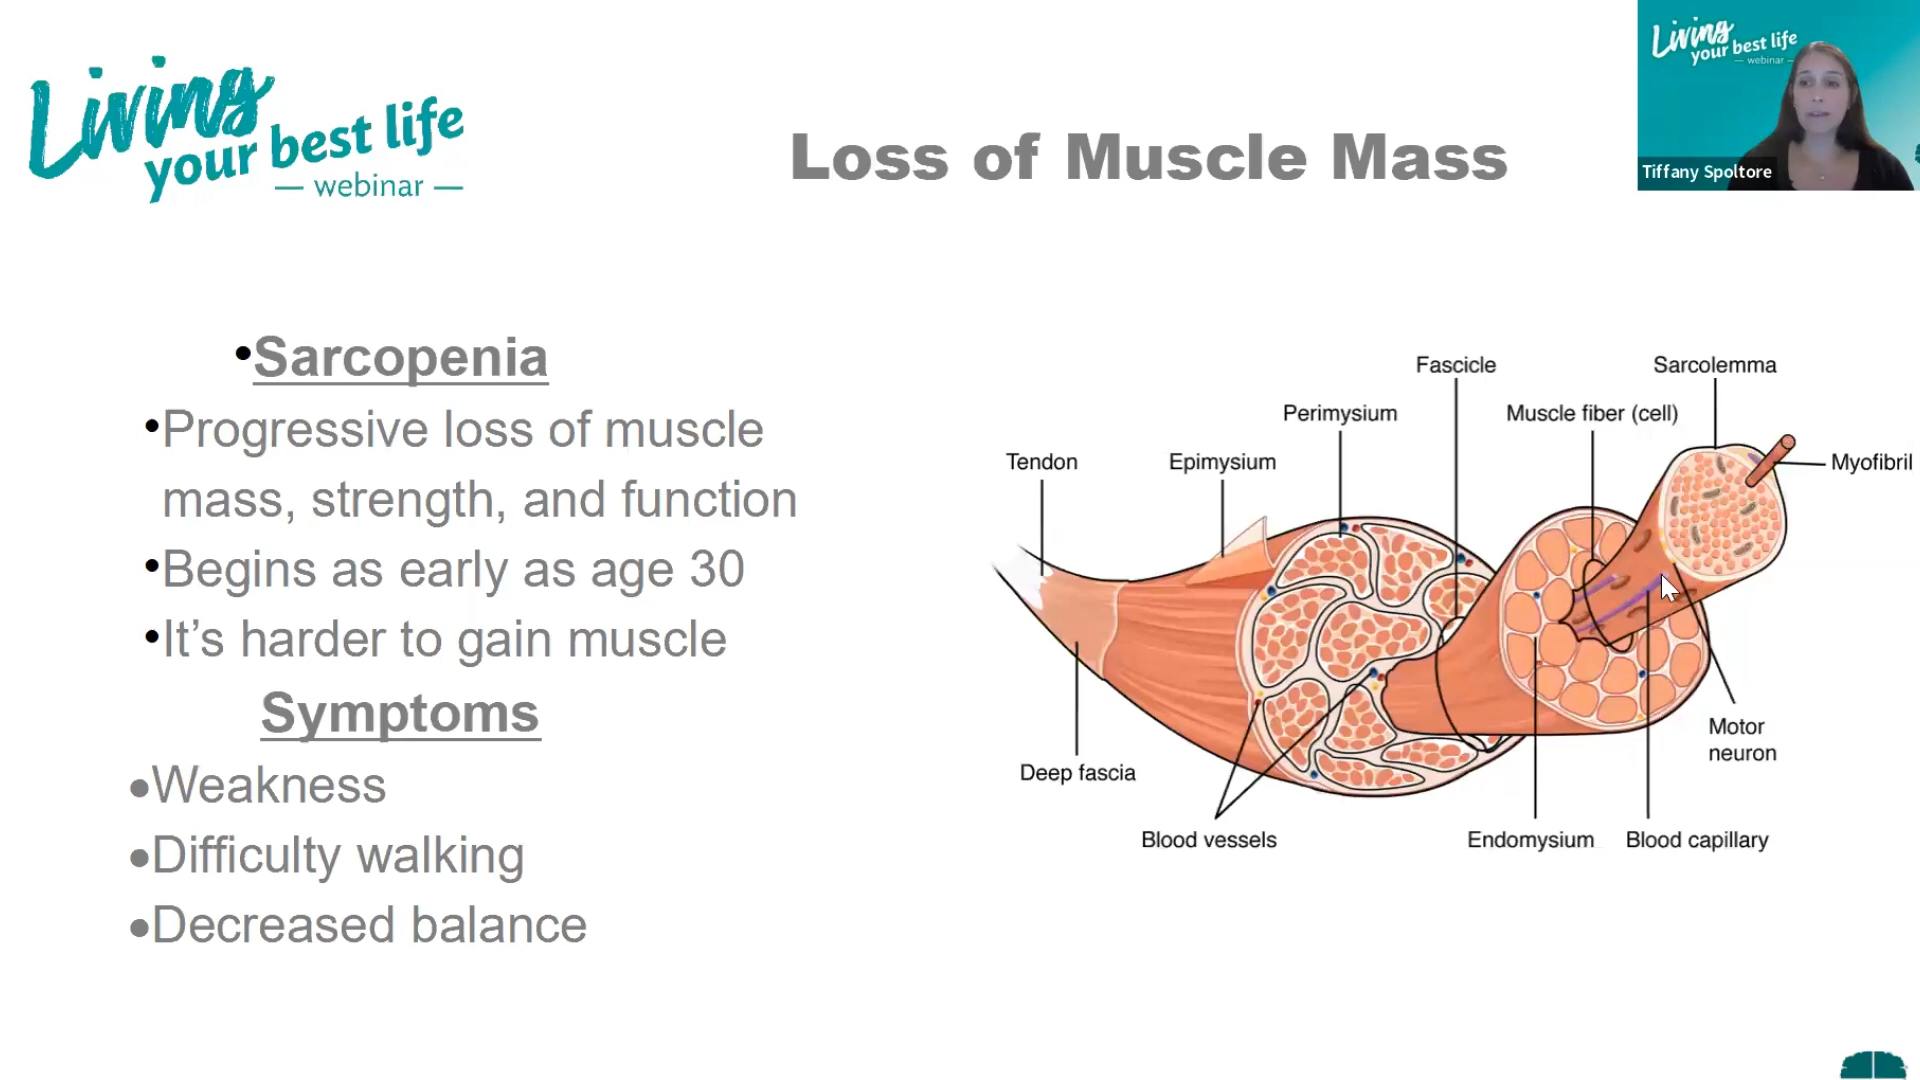 Living
your best life
— webinar —
Loss of Muscle Mass
Living
your best life
— webinar —
Tiffany Spoltore
•Sarcopenia
•Progressive loss of muscle
mass, strength, and function
•Begins as early as age 30
•It’s harder to gain muscle
Symptoms
•Weakness
•Difficulty walking
•Decreased balance
Fascicle
Sarcolemma
Perimysium
Muscle fiber (cell)
Tendon
Epimysium
Myofibril
Motor
neuron
Deep fascia
Blood vessels
Endomysium
Blood capillary